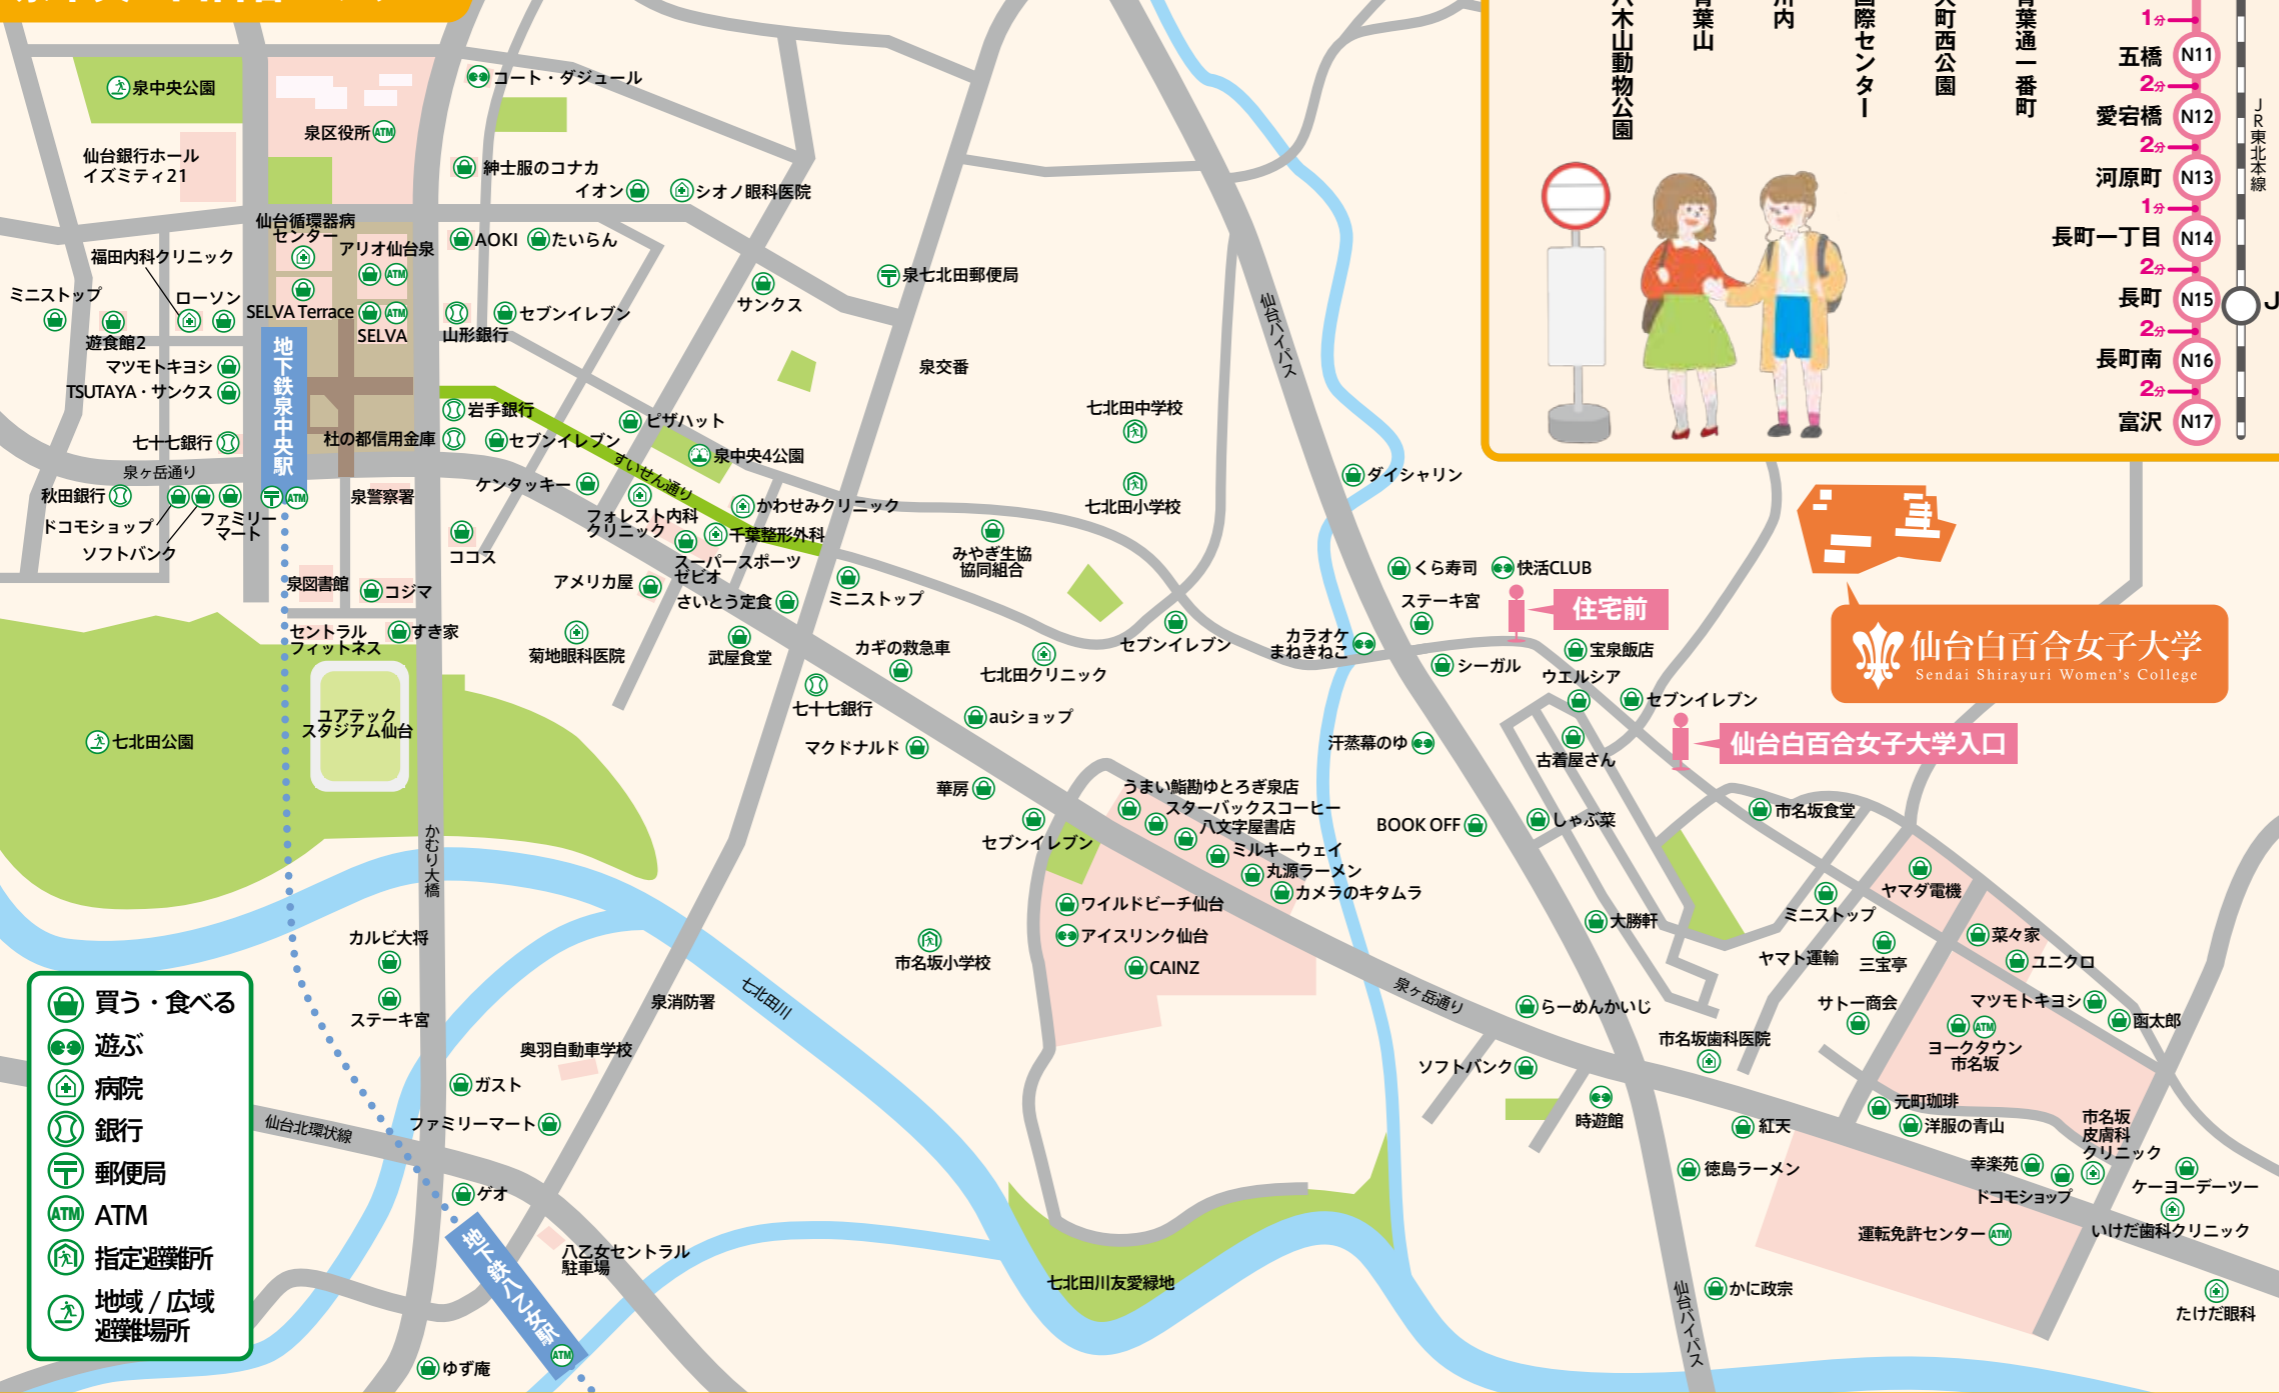 泉中央公園
コート・ダジュール
泉区役所
ATM
仙台銀行ホール
イズミティ21
紳士服のコナカ
イオン
シオノ眼科医院
仙台循環器病
センター
アリオ仙台泉
ATM
AOKI
たいらん
福田内科クリニック
ミニストップ
ローソン
遊食館2
SELVA Terrace
ATM
SELVA
山形銀行
セブンイレブン
サンクス
泉七北田郵便局
仙台バイパス
マツモトキヨシ
TSUTAYA・サンクス
地下鉄泉中央駅
泉交番
七十七銀行
泉ヶ岳通り
岩手銀行
杜の都信用金庫
セブンイレブン
ピザハット
泉中央4公園
すいせん通り
七北田中学校
七北田小学校
ダイシャリン
秋田銀行
ドコモショップ
ソフトバンク
ファミリー
マート
ATM
泉警察署
ケンタッキー
フォレスト内科
クリニック
かわせみクリニック
千葉整形外科
スーパースポーツ
ゼビオ
ココス
みやぎ生協
協同組合
泉図書館
コジマ
アメリカ屋
さいとう定食
ミニストップ
セントラル
フィットネス
すき家
菊地眼科医院
武屋食堂
カギの救急車
七北田クリニック
セブンイレブン
カラオケ
まねきねこ
くら寿司
快活CLUB
ステーキ宮
住宅前
シーガル
宝泉飯店
ウエルシア
セブンイレブン
仙台白百合女子大学
Sendai Shirayuri Women's College
仙台白百合女子大学入口
ユアテック
スタジアム仙台
七北田公園
七十七銀行
auショップ
マクドナルド
汗蒸幕のゆ
古着屋さん
華房
セブンイレブン
うまい鮨勘ゆとろぎ泉店
スターバックスコーヒー
八文字屋書店
ミルキーウェイ
丸源ラーメン
カメラのキタムラ
BOOK OFF
しゃぶ菜
市名坂食堂
かむり大橋
ワイルドビーチ仙台
アイスリンク仙台
CAINZ
市名坂小学校
大勝軒
ヤマダ電機
ミニストップ
ヤマト運輸
三宝亭
菜々家
ユニクロ
カルビ大将
ステーキ宮
泉消防署
七北田川
泉ヶ岳通り
らーめんかいじ
サトー商会
マツモトキヨシ
函太郎
ATM
ヨークタウン
市名坂
市名坂歯科医院
奥羽自動車学校
ガスト
ファミリーマート
仙台北環状線
ソフトバンク
時遊館
元町珈琲
洋服の青山
紅天
徳島ラーメン
市名坂
皮膚科
クリニック
幸楽苑
ドコモショップ
ケーヨーデーツー
いけだ歯科クリニック
運転免許センター
ATM
ゲオ
地下鉄八乙女駅
ATM
八乙女セントラル
駐車場
七北田川友愛緑地
かに政宗
仙台バイパス
たけだ眼科
ゆず庵
買う・食べる
遊ぶ
病院
銀行
郵便局
ATM
ATM
指定避難所
地域 / 広域
避難場所
八木山動物公園
青葉山
川内
国際センター
大町西公園
青葉通一番町
1分
五橋
N11
2分
愛宕橋
N12
2分
河原町
N13
1分
長町一丁目
N14
2分
長町
N15
2分
長町南
N16
2分
富沢
N17
JR東北本線